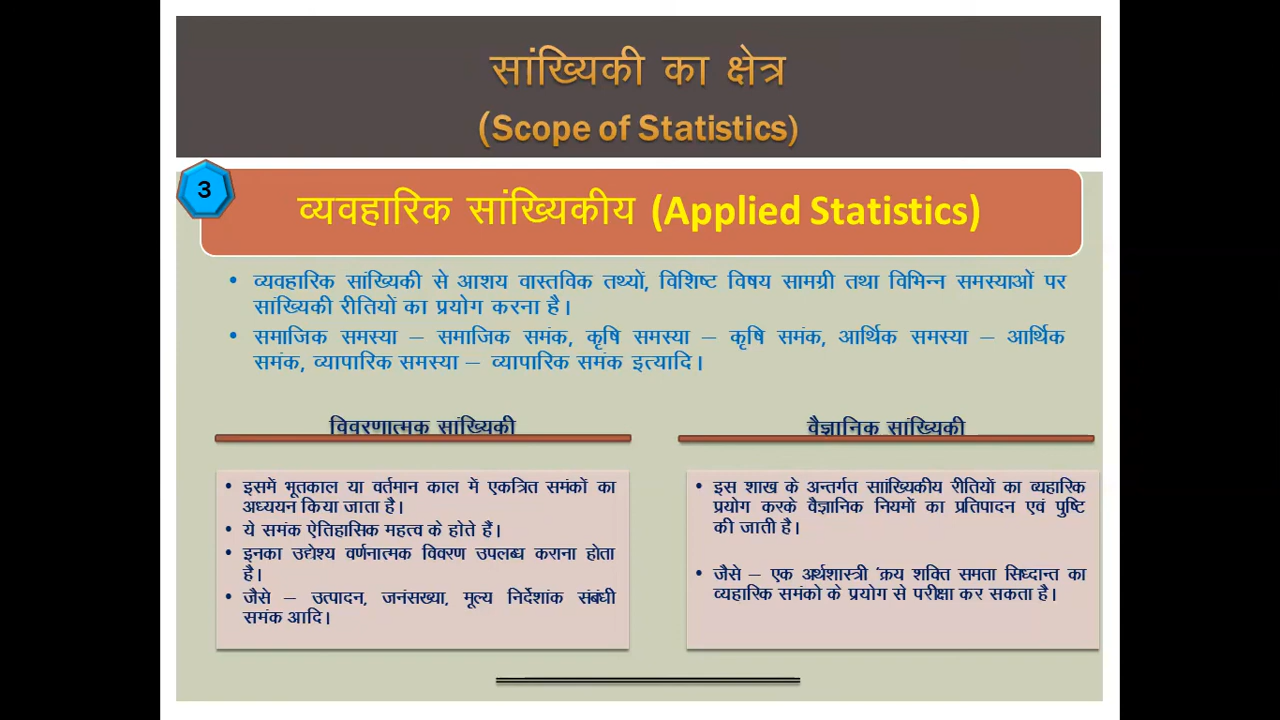 सांख्यिकी का क्षेत्र
(Scope of Statistics)
3
व्यवहारिक सांख्यिकीय (Applied Statistics)
• व्यवहारिक सांख्यिकी से आशय वास्तविक तथ्यों, विशिष्ट विषय सामग्री तथा विभिन्न समस्याओं पर
सांख्यिकी रीतियों का प्रयोग करना है।
• समाजिक समस्या – समाजिक समंक, कृषि समस्या – कृषि समंक, आर्थिक समस्या – आर्थिक
समंक, व्यापारिक समस्या – व्यापारिक समंक इत्यादि।
विवरणात्मक सांख्यिकी
• इसमें भूतकाल या वर्तमान काल में एकत्रित समंकों का
अध्ययन किया जाता है।
• ये समंक ऐतिहासिक महत्व के होते हैं।
• इनका उद्येश्य वर्णनात्मक विवरण उपलब्ध कराना होता
है।
• जैसे – उत्पादन, जनंसख्या, मूल्य निर्देशांक संबंधी
समंक आदि।
वैज्ञानिक सांख्यिकी
• इस शाख के अन्तर्गत साांख्यिकीय रीतियों का व्यहारिक
प्रयोग करके वैज्ञानिक नियमों का प्रतिपादन एवं पुष्टि
की जाती है।
• जैसे – एक अर्थशास्त्री ‘क्रय शक्ति समता सिध्दान्त का
व्यहारिक समंको के प्रयोग से परीक्षा कर सकता है।